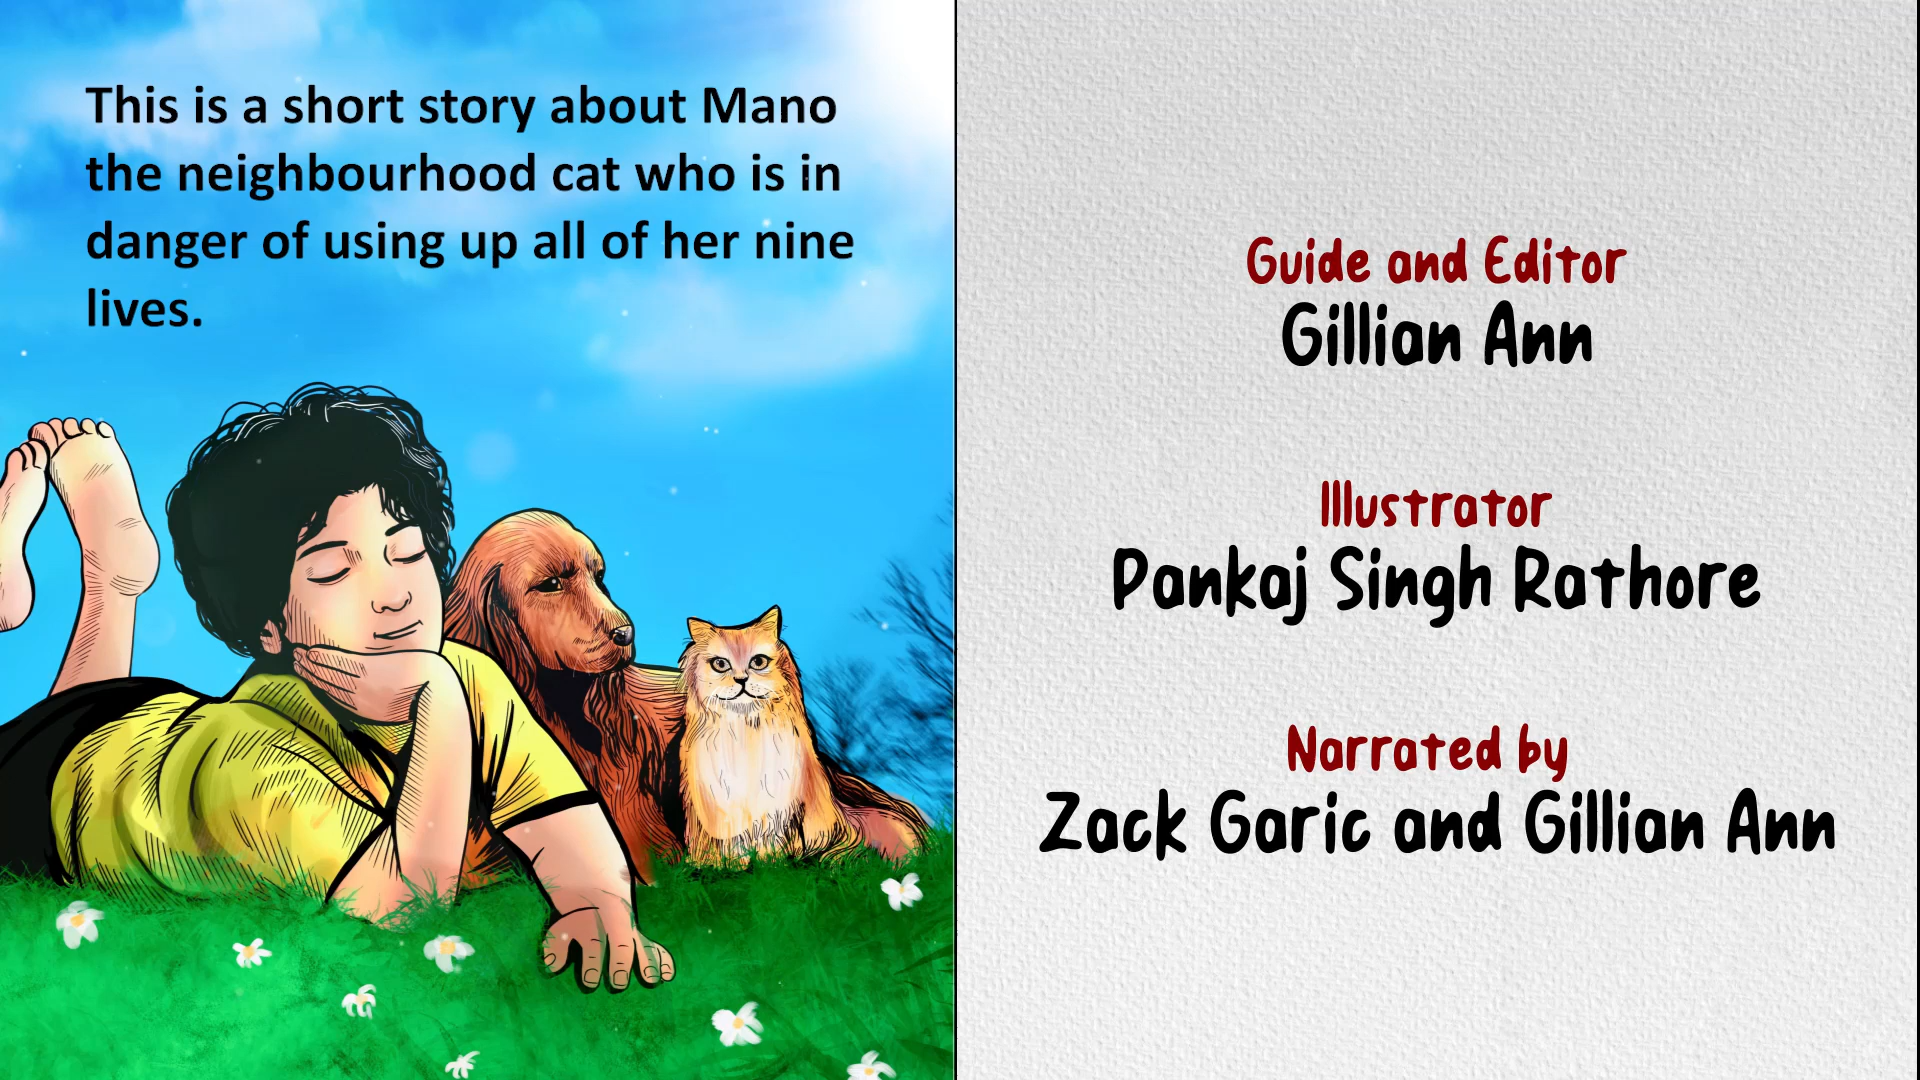 This is a short story about Mano
the neighbourhood cat who is in
danger of using up all of her nine
lives.
Guide and Editor
Gillian Ann
Illustrator
Pankaj Singh Rathore
Narrated by
Zack Garic and Gillian Ann